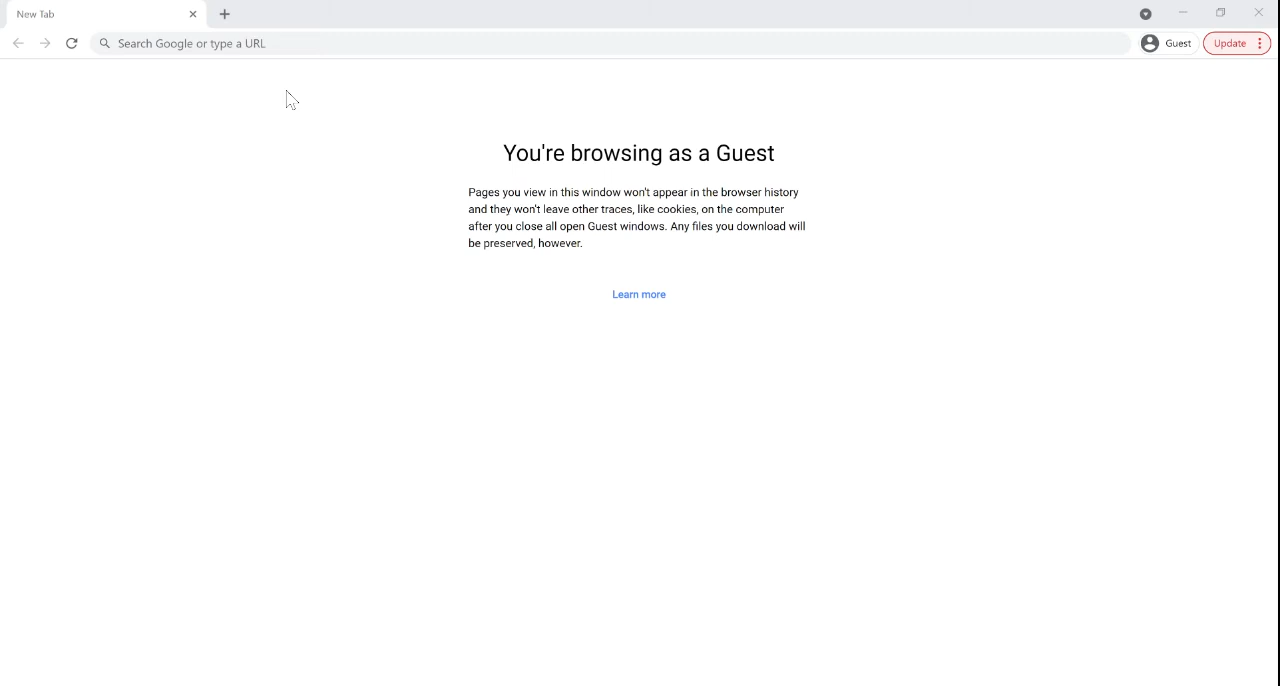 New Tab
Search Google or type a URL
Guest
Update
You're browsing as a Guest
Pages you view in this window won't appear in the browser history
and they won't leave other traces, like cookies, on the computer
after you close all open Guest windows. Any files you download will
be preserved, however.
Learn more